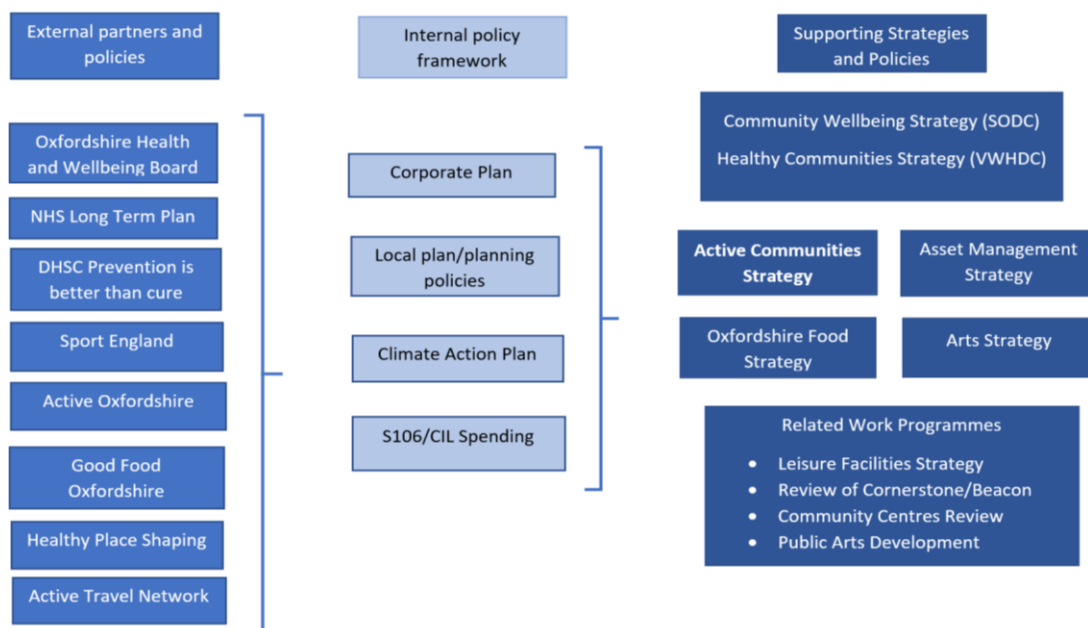 External partners and
policies
Oxfordshire Health
and Wellbeing Board
NHS Long Term Plan
DHSC Prevention is
better than cure
Sport England
Active Oxfordshire
Good Food
Oxfordshire
Healthy Place Shaping
Active Travel Network
Internal policy
framework
Corporate Plan
Local plan/planning
policies
Climate Action Plan
S106/CIL Spending
Supporting Strategies
and Policies
Community Wellbeing Strategy (SODC)
Healthy Communities Strategy (VWHDC)
Active Communities
Strategy
Asset Management
Strategy
Oxfordshire Food
Strategy
Arts Strategy
Related Work Programmes
• Leisure Facilities Strategy
• Review of Cornerstone/Beacon
• Community Centres Review
• Public Arts Development